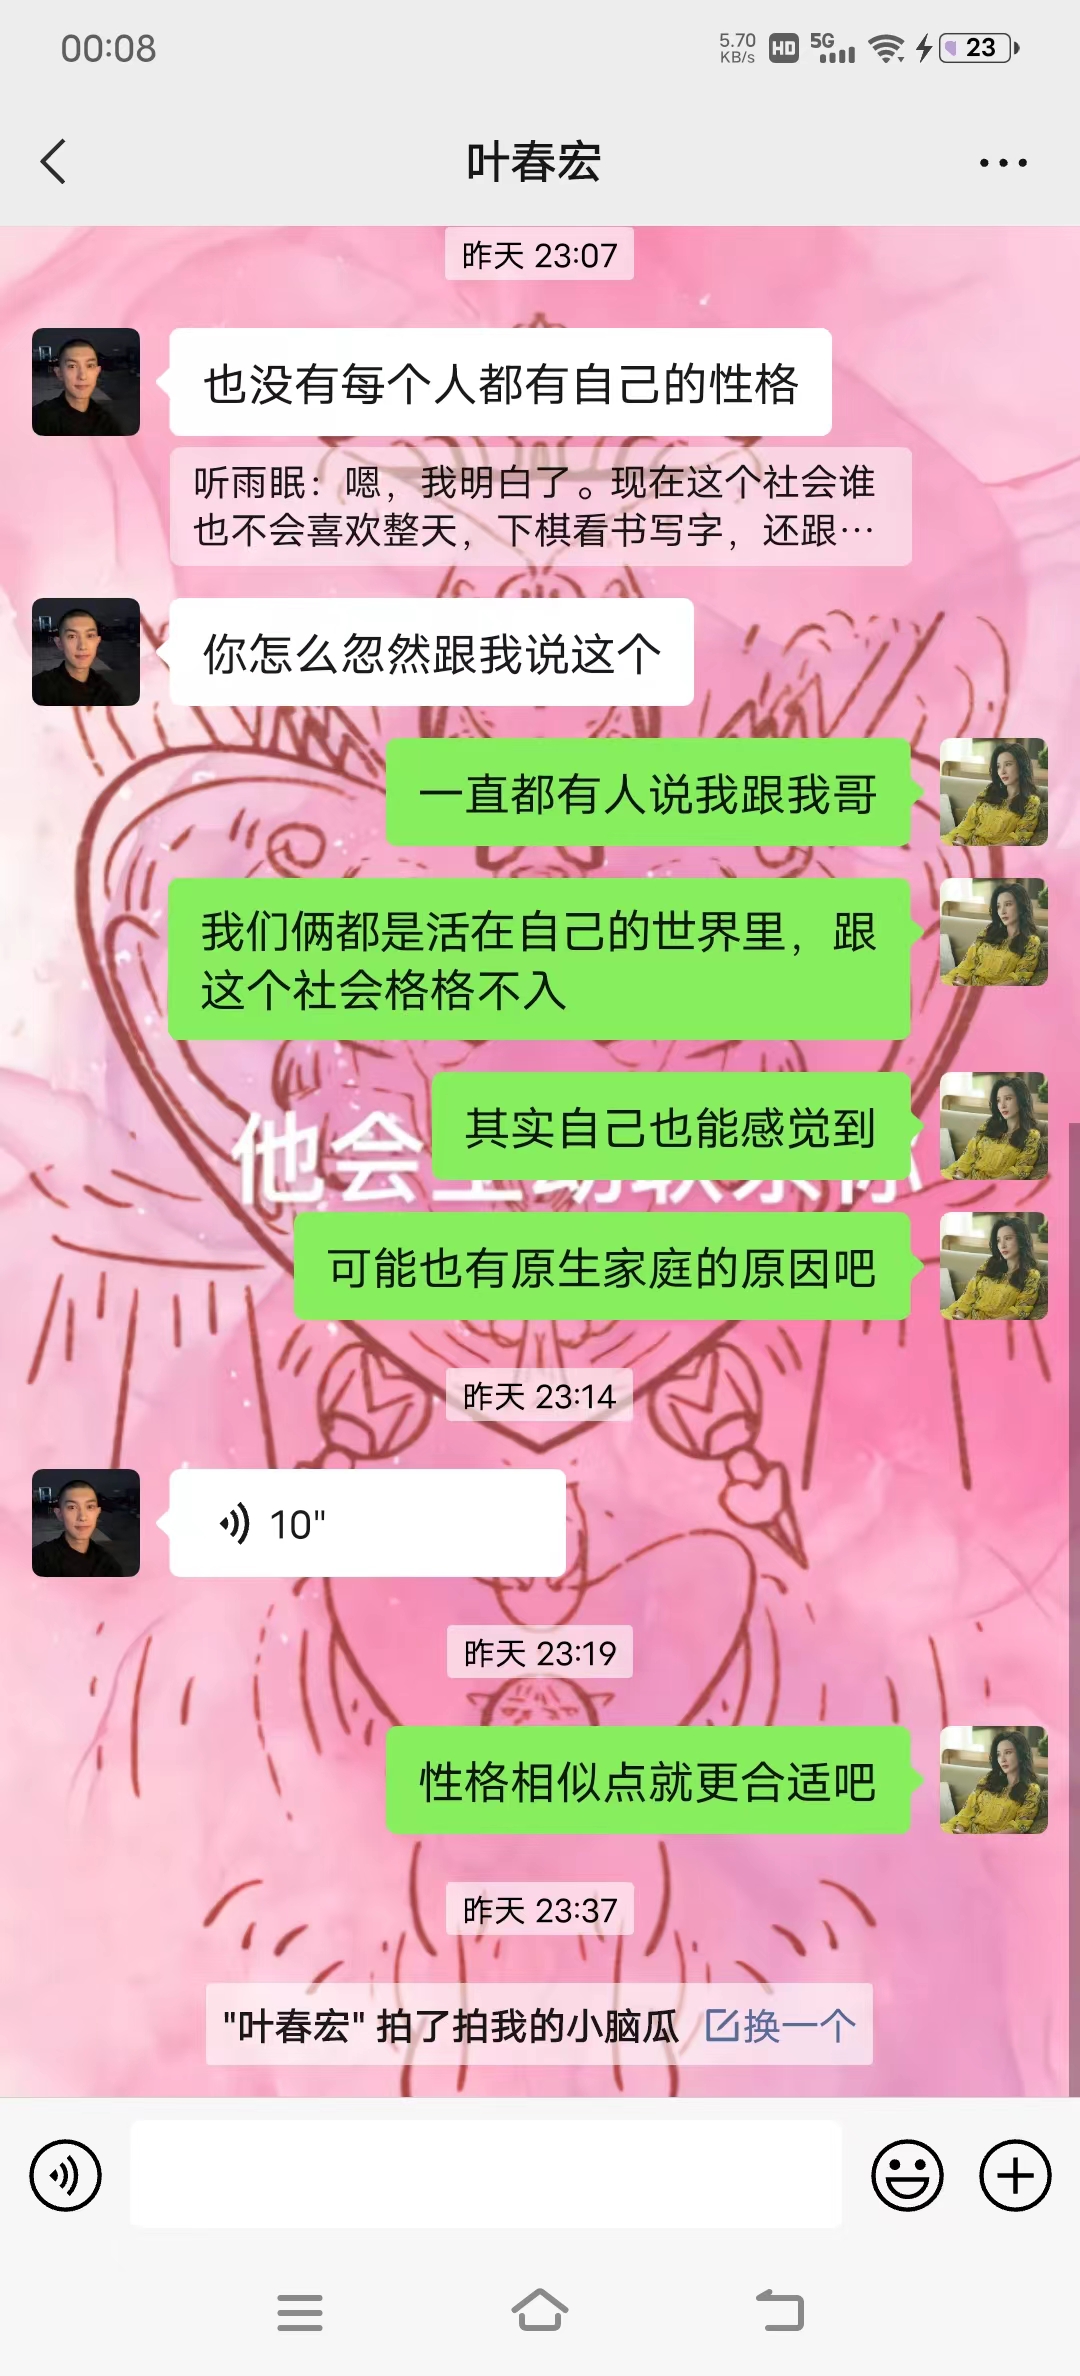 00:08
5.70 KB/s HD 5G 23
叶春宏
昨天 23:07
也没有每个人都有自己的性格
听雨眠：嗯，我明白了。现在这个社会谁
也不会喜欢整天，下棋看书写字，还跟…
你怎么忽然跟我说这个
一直都有人说我跟我哥
我们俩都是活在自己的世界里，跟
这个社会格格不入
其实自己也能感觉到
他会
可能也有原生家庭的原因吧
昨天 23:14
10"
昨天 23:19
性格相似点就更合适吧
昨天 23:37
"叶春宏" 拍了拍我的小脑瓜 换一个